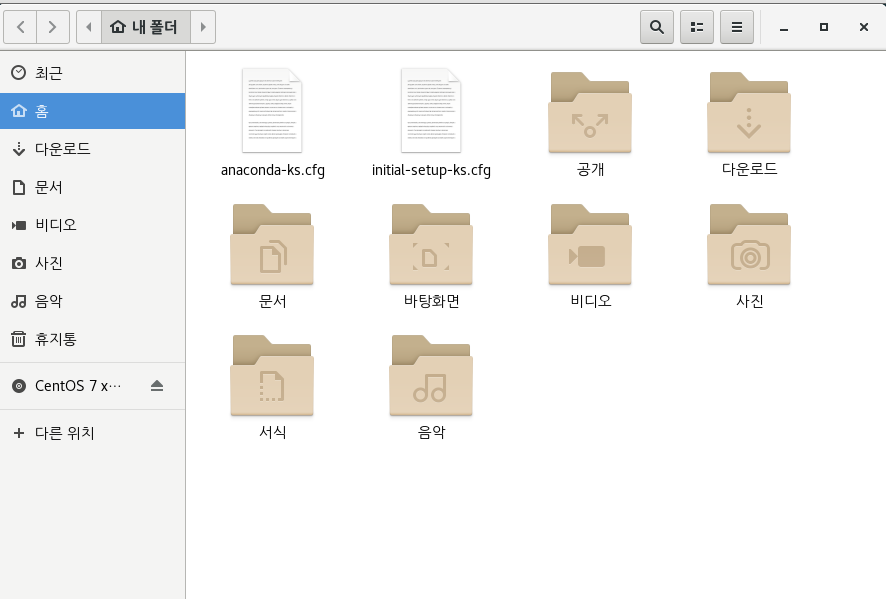 내 폴더
최근
홈
다운로드
문서
비디오
사진
음악
휴지통
CentOS 7 x…
다른 위치
anaconda-ks.cfg
initial-setup-ks.cfg
공개
다운로드
문서
바탕화면
비디오
사진
서식
음악